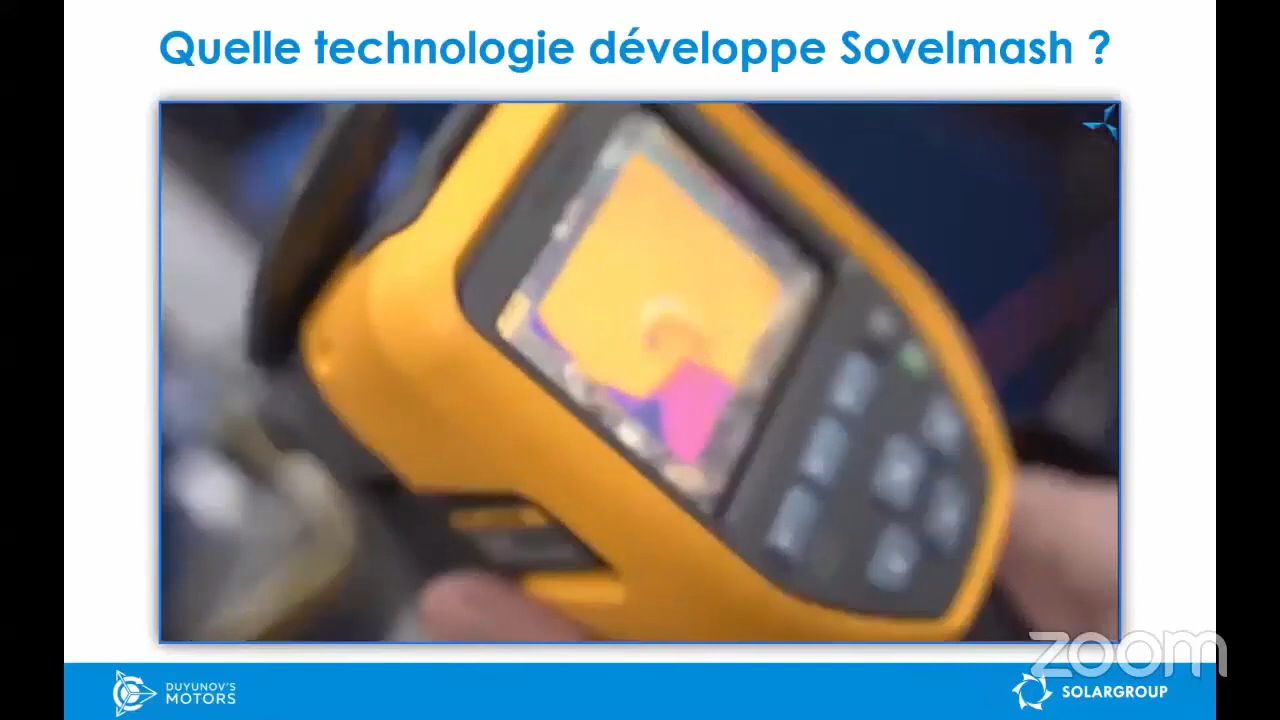 Quelle technologie développe Sovelmash ?
zoom
DUYUNOV'S
MOTORS
SOLARGROUP